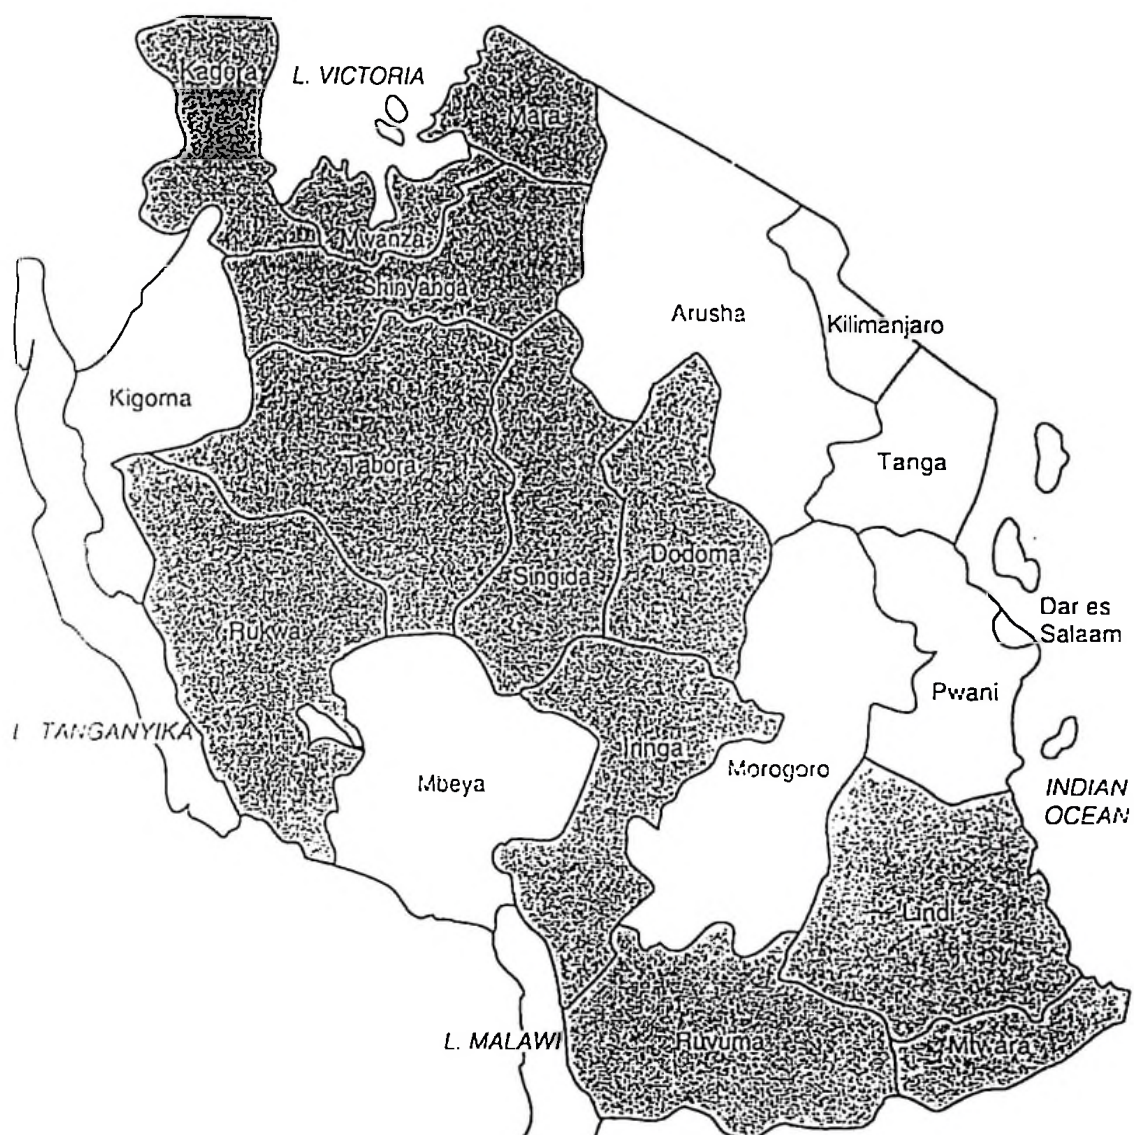 Kagera
L. VICTORIA
Mara
Mwanza
Shinyanga
Arusha
Kilimanjaro
Kigoma
Tabora
Tanga
Dodoma
Singida
Dar es
Salaam
Rukwa
Pwani
L. TANGANYIKA
Iringa
Mbeya
Morogoro
INDIAN
OCEAN
Lindi
L. MALAWI
Ruvuma
Mtwara